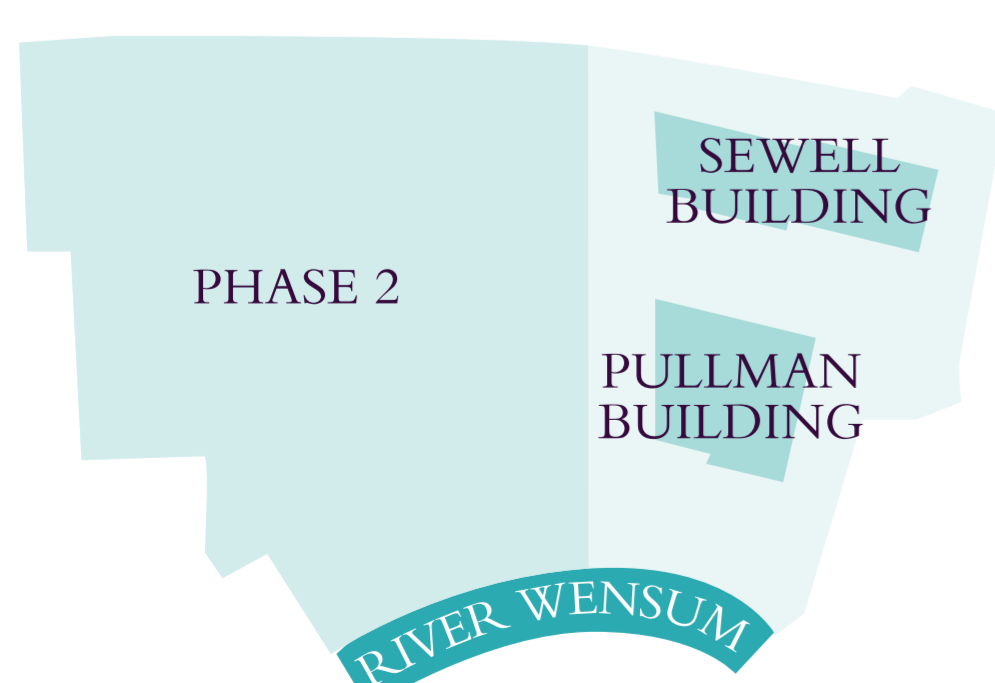 SEWELL
BUILDING
PHASE 2
PULLMAN
BUILDING
RIVER WENSUM